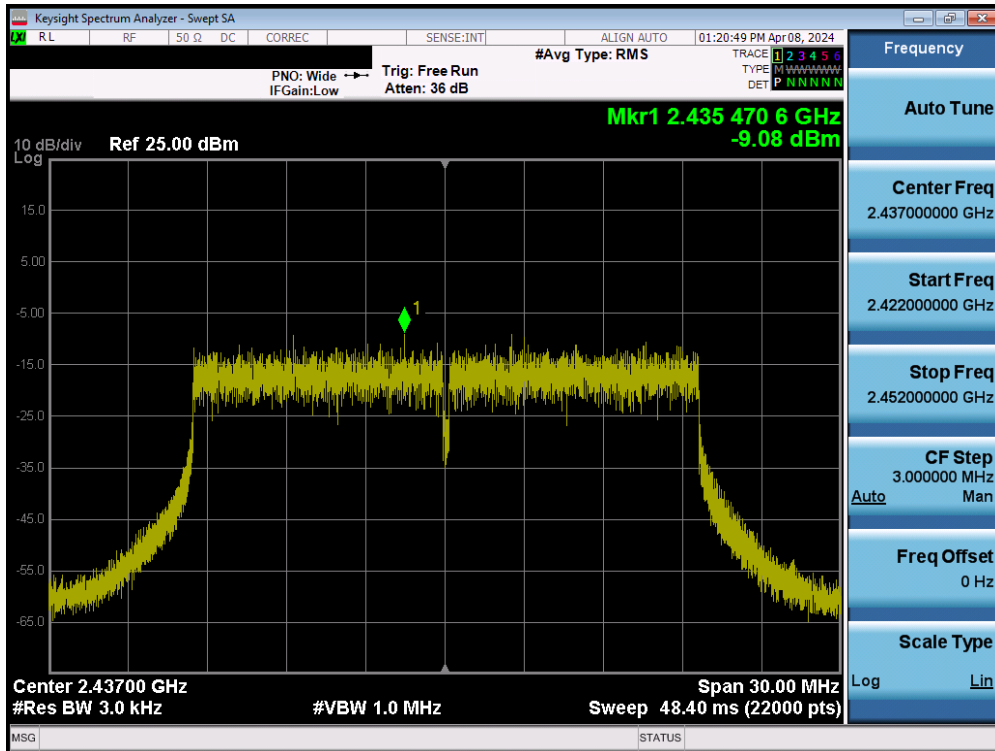 Keysight Spectrum Analyzer - Swept SA
LXI RL RF 50 Ω DC CORREC SENSE:INT ALIGN AUTO 01:20:49 PM Apr 08, 2024
#Avg Type: RMS
TRACE 1 2 3 4 5 6
PNO: Wide Trig: Free Run
TYPE M W W W W W
IFGain:Low Atten: 36 dB
DET P N N N N N
Mkr1 2.435 470 6 GHz
-9.08 dBm
10 dB/div Ref 25.00 dBm
Log
15.0
5.00
1
-5.00
-15.0
-25.0
-35.0
-45.0
-55.0
-65.0
Center 2.43700 GHz Span 30.00 MHz
#Res BW 3.0 kHz #VBW 1.0 MHz Sweep 48.40 ms (22000 pts)
MSG STATUS
Frequency
Auto Tune
Center Freq
2.437000000 GHz
Start Freq
2.422000000 GHz
Stop Freq
2.452000000 GHz
CF Step
3.000000 MHz
Auto Man
Freq Offset
0 Hz
Scale Type
Log Lin